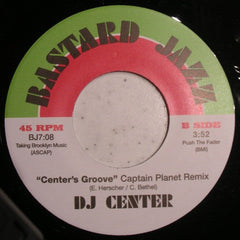 BASTARD JAZZ
45 RPM
BJ7:08
Taking Brooklyn Music
(ASCAP)
B SIDE
3:52
Push The Fader
(BMI)
"Center's Groove" Captain Planet Remix
(E. Herscher / C. Bethel)
DJ CENTER